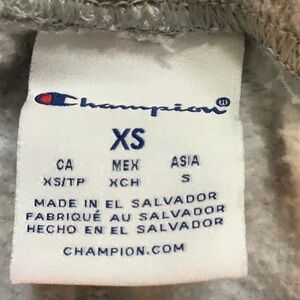 Champion
XS
CA MEX ASIA
XS/TP XCH S
MADE IN EL SALVADOR
FABRIQUÉ AU SALVADOR
HECHO EN EL SALVADOR
CHAMPION.COM